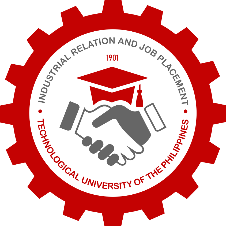 INDUSTRIAL RELATION AND JOB PLACEMENT
1901
TECHNOLOGICAL UNIVERSITY OF THE PHILIPPINES